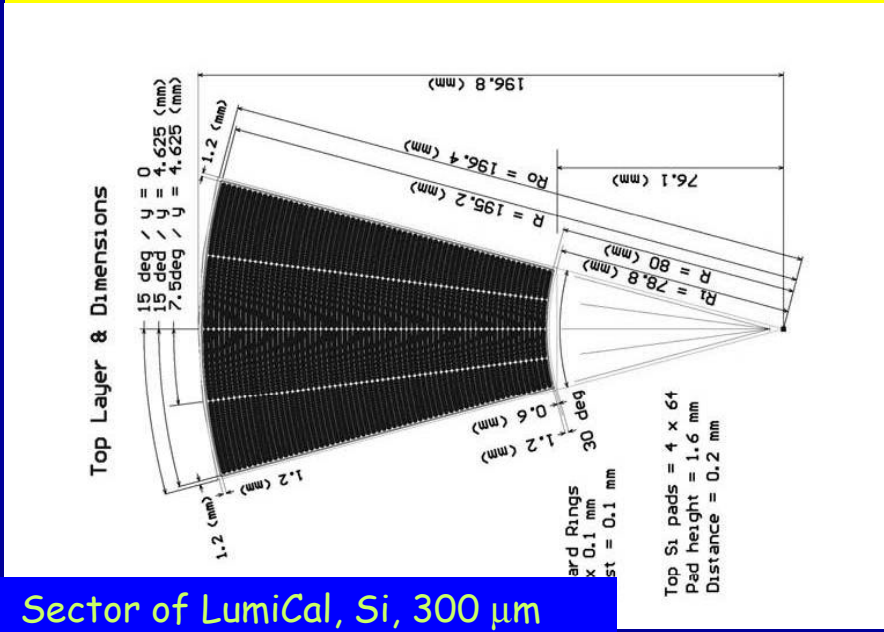 Top Layer & Dimensions
15 deg / y = 0
15 ded / y = 4.625 (mm)
7.5deg / y = 4.625 (mm)
196.8 (mm)
1.2 (mm)
Ro = 196.4 (mm)
R = 195.2 (mm)
76.1 (mm)
R = 80 (mm)
Ri = 78.8 (mm)
0.6 (mm)
1.2 (mm)
30 deg
1.2 (mm)
1.2 (mm)
ard Rings
x 0.1 mm
st = 0.1 mm
Top Si pads = 4 x 64
Pad height = 1.6 mm
Distance = 0.2 mm
Sector of LumiCal, Si, 300 μm